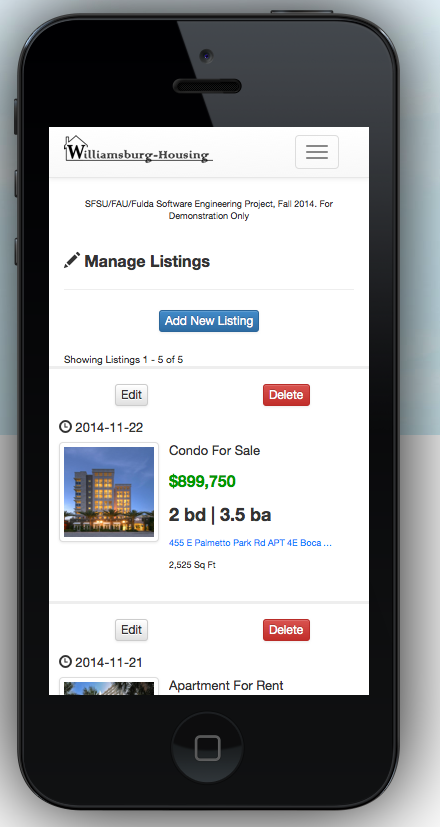 Williamsburg-Housing
SFSU/FAU/Fulda Software Engineering Project, Fall 2014. For
Demonstration Only
Manage Listings
Add New Listing
Showing Listings 1 - 5 of 5
Edit
Delete
2014-11-22
Condo For Sale
$899,750
2 bd | 3.5 ba
455 E Palmetto Park Rd APT 4E Boca ...
2,525 Sq Ft
Edit
Delete
2014-11-21
Apartment For Rent